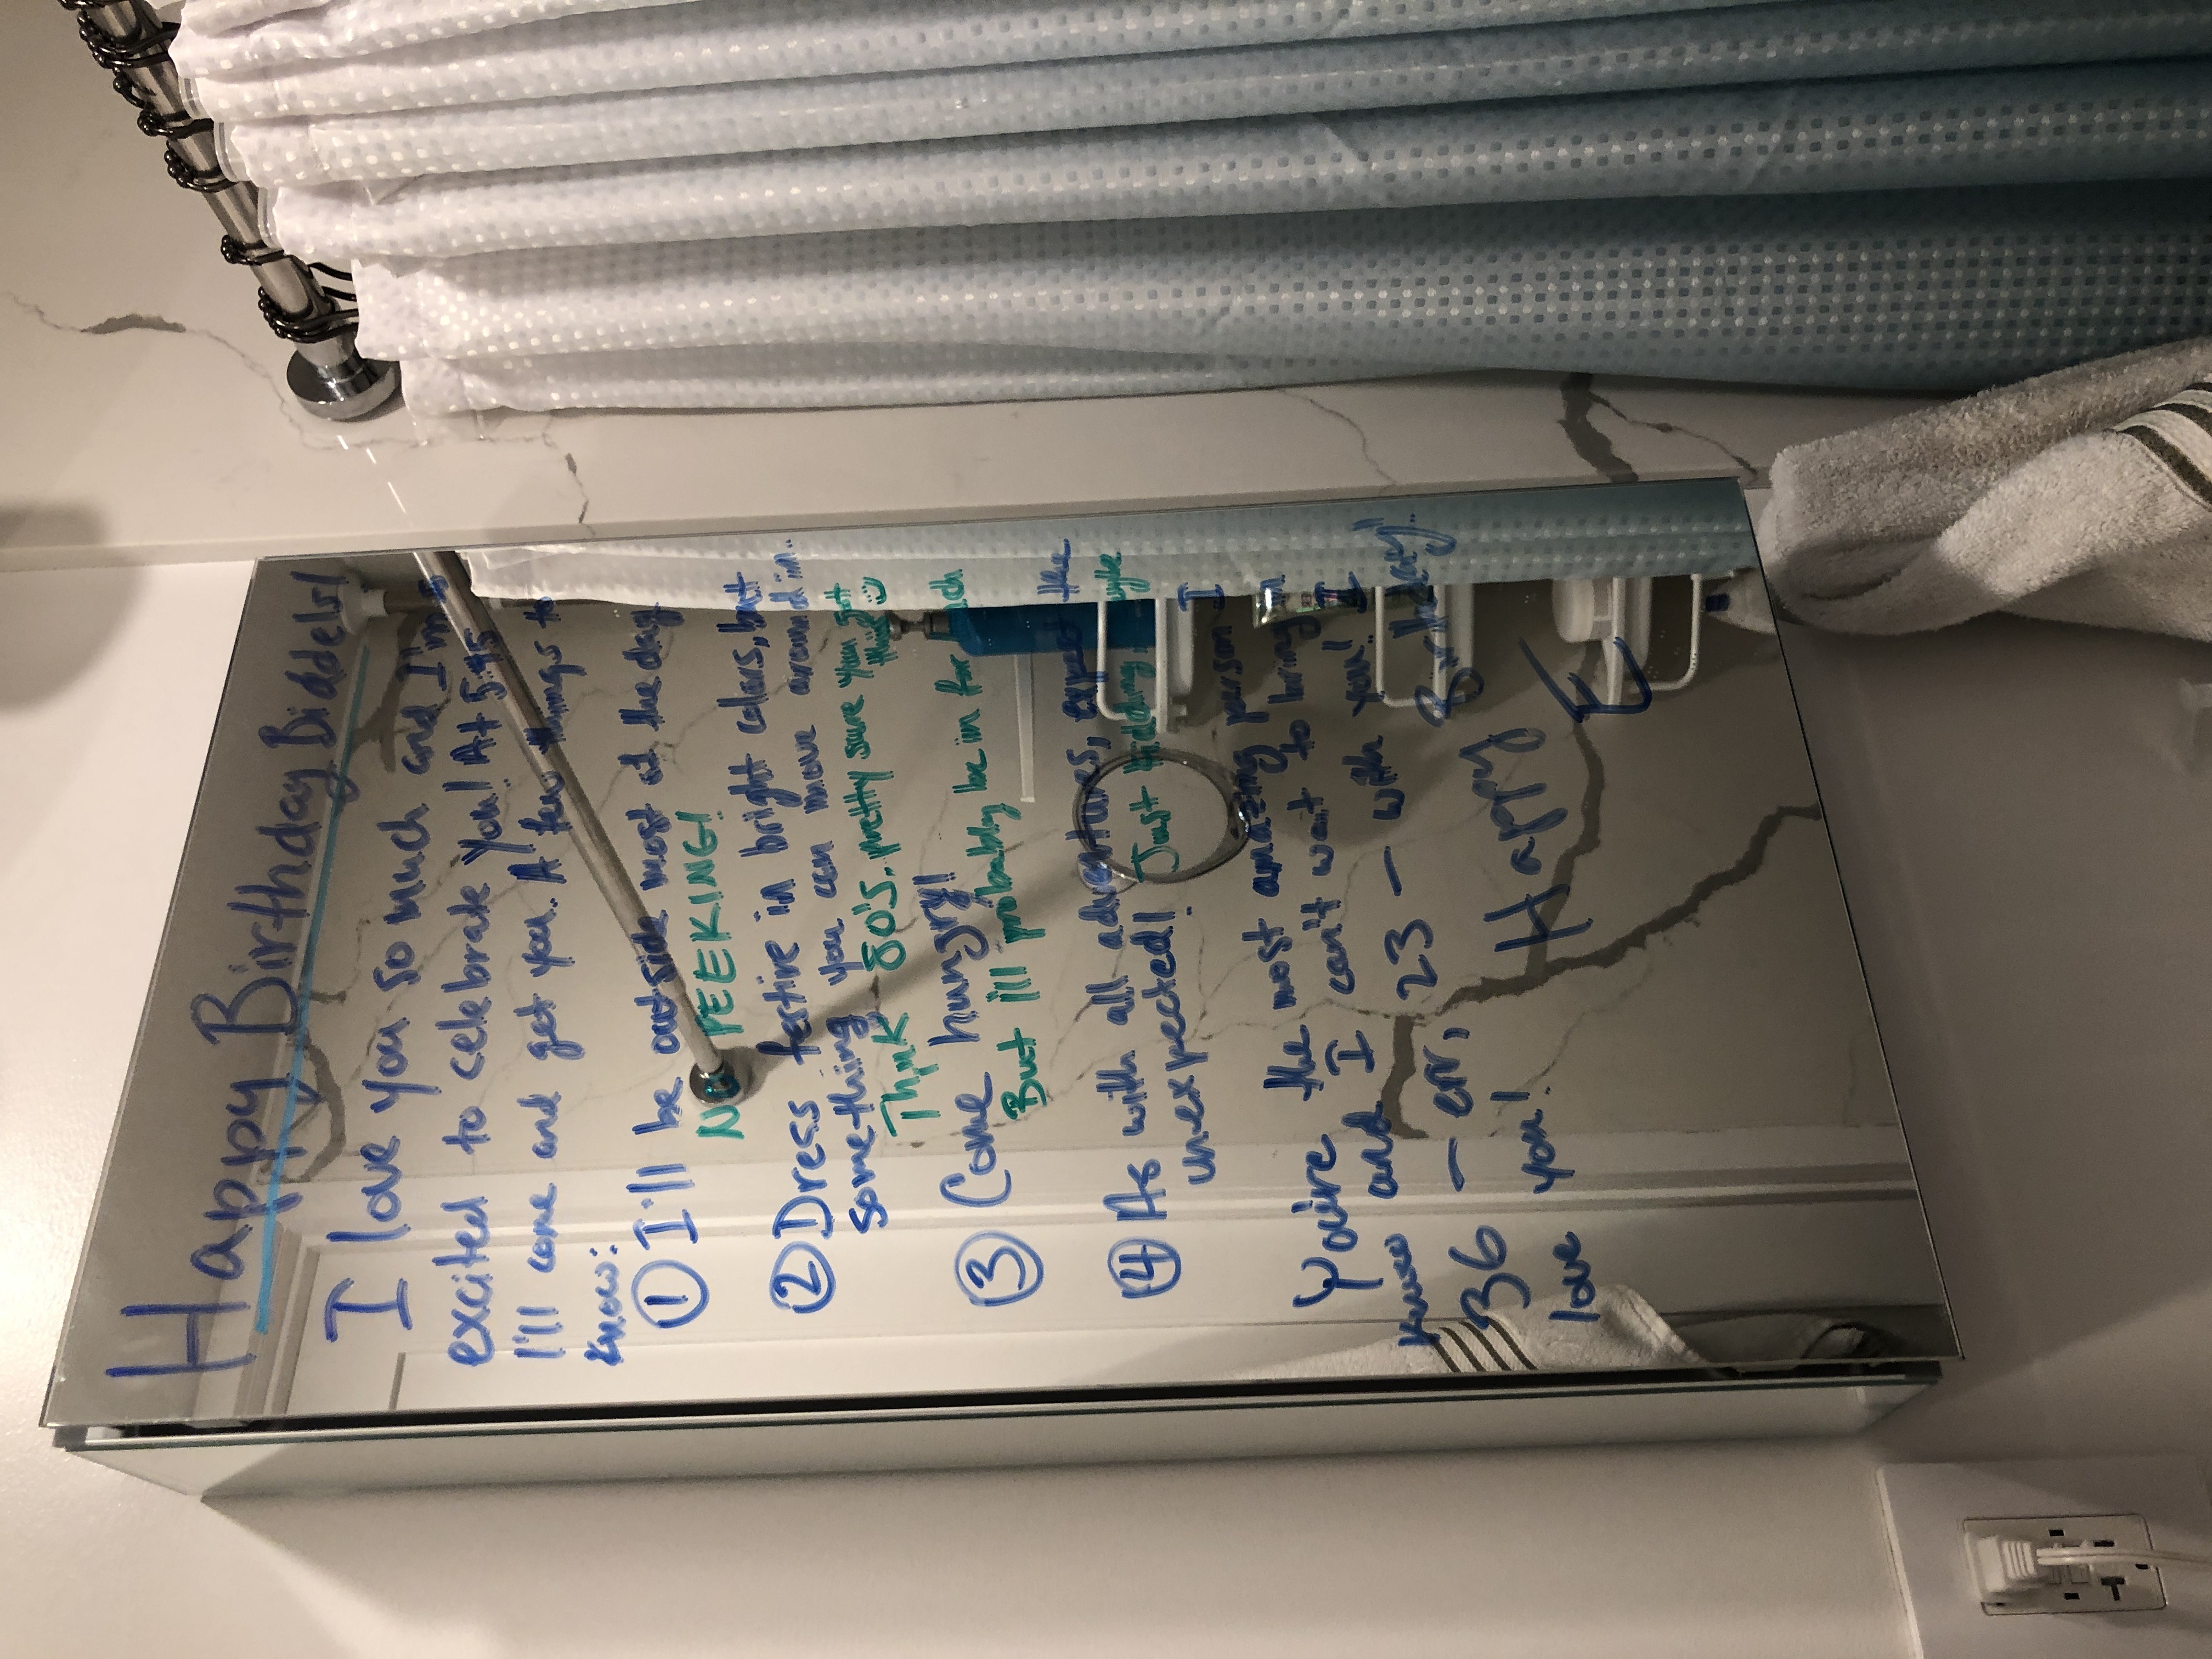 Happy Birthday Biddels!
I love you so much and I'm so
excited to celebrate you! At 5:45
I'll come and get you. A few things to
know:
① I'll be outside most of the day
NO PEEKING!
② Dress festive in bright colors, but
something you can move around in.
Think 80's. pretty sure you got
this :)
③ Come hungry!
But i'll probably be in for lunch
④ As with all adventures, expect the
unexpected! Just kidding, maybe
You're the most amazing person I
know and I can't wait to bring in
36 - err, 23 - with you! I
love you! Happy Birthday!
E